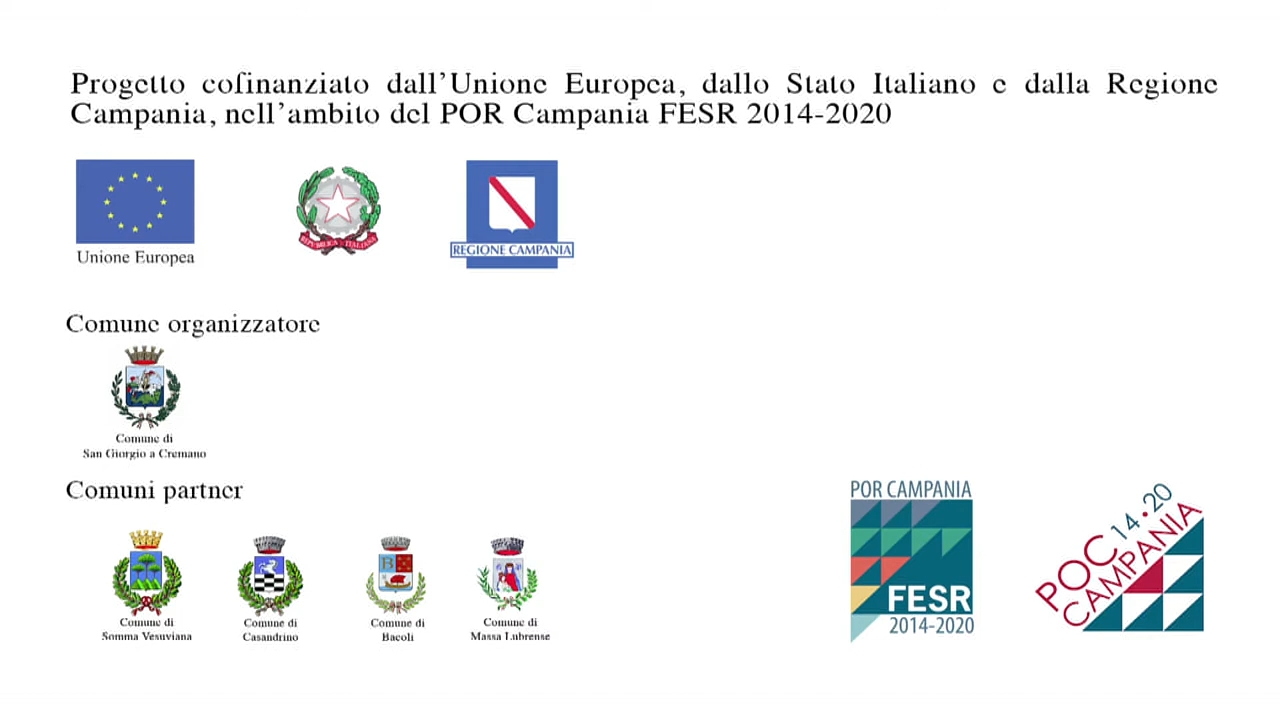 Progetto cofinanziato dall'Unione Europea, dallo Stato Italiano e dalla Regione
Campania, nell'ambito del POR Campania FESR 2014-2020
Unione Europea
REPVBBLICA ITALIANA
REGIONE CAMPANIA
Comune organizzatore
Comune di
San Giorgio a Cremano
Comuni partner
Comune di
Somma Vesuviana
Comune di
Casandrino
B
Comune di
Bacoli
Comune di
Massa Lubrense
POR CAMPANIA
FESR
2014-2020
POC 14•20
CAMPANIA